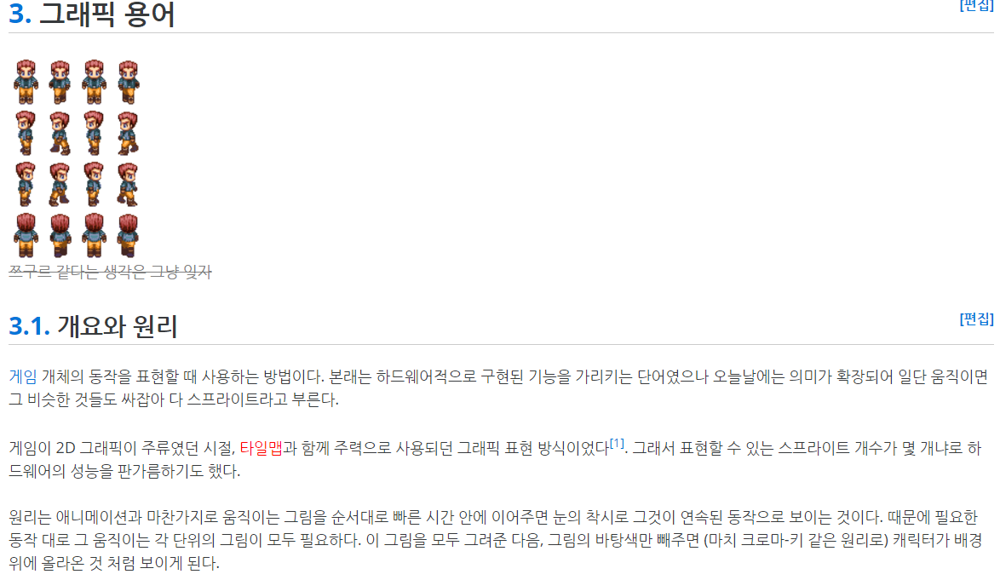 3. 그래픽 용어
[편집]
쯔구르 같다는 생각은 그냥 잊자
3.1. 개요와 원리
[편집]
게임 개체의 동작을 표현할 때 사용하는 방법이다. 본래는 하드웨어적으로 구현된 기능을 가리키는 단어였으나 오늘날에는 의미가 확장되어 일단 움직이면
그 비슷한 것들도 싸잡아 다 스프라이트라고 부른다.
게임이 2D 그래픽이 주류였던 시절, 타일맵과 함께 주력으로 사용되던 그래픽 표현 방식이었다[1]. 그래서 표현할 수 있는 스프라이트 개수가 몇 개냐로 하
드웨어의 성능을 판가름하기도 했다.
원리는 애니메이션과 마찬가지로 움직이는 그림을 순서대로 빠른 시간 안에 이어주면 눈의 착시로 그것이 연속된 동작으로 보이는 것이다. 때문에 필요한
동작 대로 그 움직이는 각 단위의 그림이 모두 필요하다. 이 그림을 모두 그려준 다음, 그림의 바탕색만 빼주면 (마치 크로마-키 같은 원리로) 캐릭터가 배경
위에 올라온 것 처럼 보이게 된다.